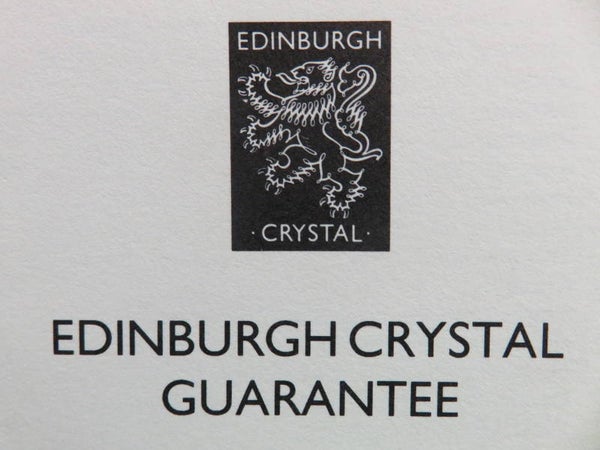 EDINBURGH
· CRYSTAL ·
EDINBURGH CRYSTAL
GUARANTEE